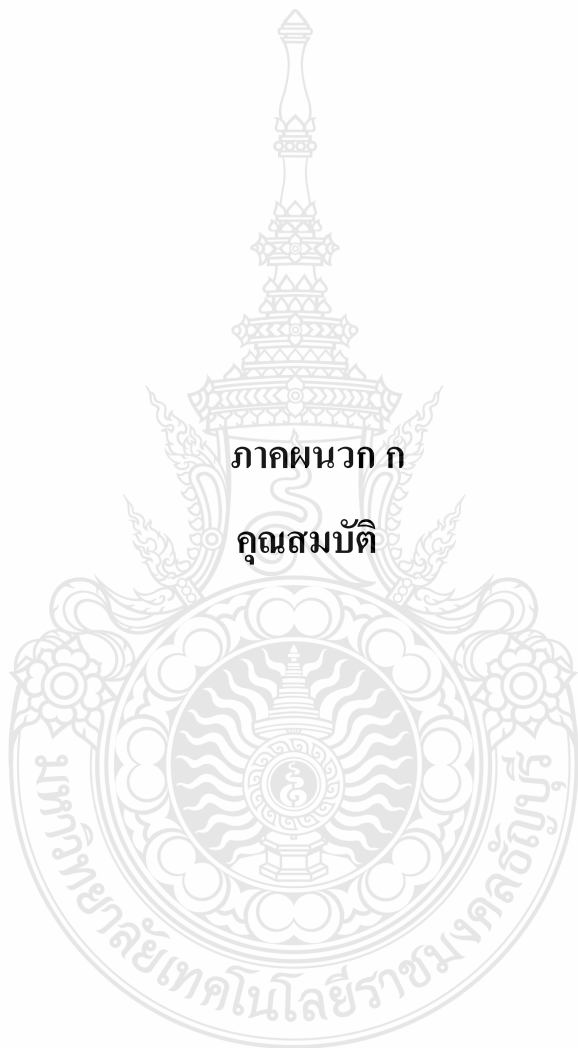 ภาคผนวก ก
คุณสมบัติ
มหาวิทยาลัยเทคโนโลยีราชมงคลธัญบุรี